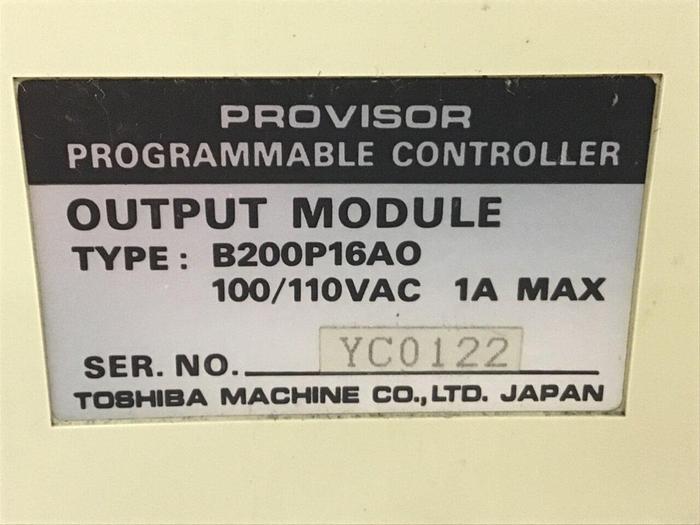 PROVISOR
PROGRAMMABLE CONTROLLER
OUTPUT MODULE
TYPE: B200P16AO
100/110VAC 1A MAX
SER. NO. YC0122
TOSHIBA MACHINE CO.,LTD. JAPAN